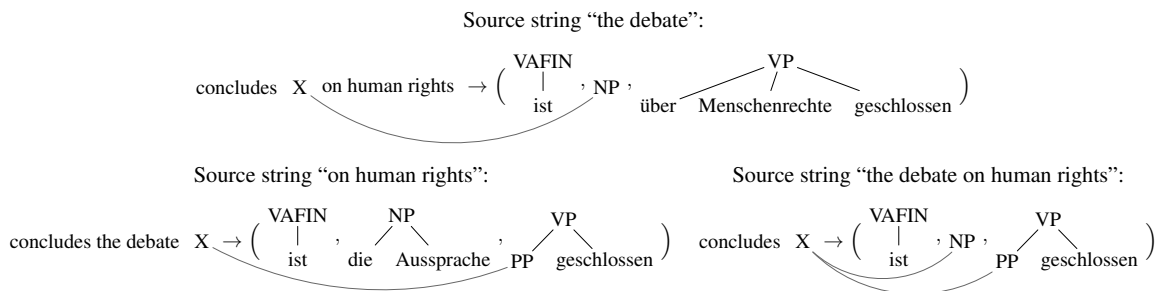 Source string “the debate”:
VAFIN VP
concludes X on human rights → ( , NP , )
ist über Menschenrechte geschlossen
Source string “on human rights”: Source string “the debate on human rights”:
VAFIN NP VP VAFIN VP
concludes the debate X → ( , , ) concludes X → ( , NP , )
ist die Aussprache PP geschlossen ist PP geschlossen